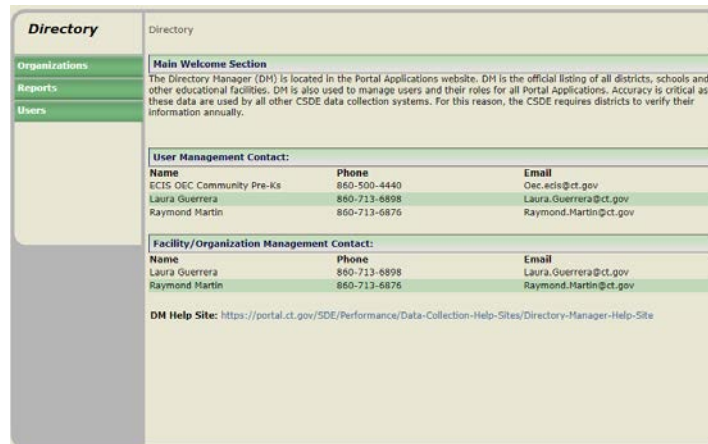 Directory
Directory
Organizations
Reports
Users
Main Welcome Section
The Directory Manager (DM) is located in the Portal Applications website. DM is the official listing of all districts, schools and
other educational facilities. DM is also used to manage users and their roles for all Portal Applications. Accuracy is critical as
these data are used by all other CSDE data collection systems. For this reason, the CSDE requires districts to verify their
information annually.
User Management Contact:
Name Phone Email
ECIS OEC Community Pre-Ks 860-500-4440 Oec.ecis@ct.gov
Laura Guerrera 860-713-6898 Laura.Guerrera@ct.gov
Raymond Martin 860-713-6876 Raymond.Martin@ct.gov
Facility/Organization Management Contact:
Name Phone Email
Laura Guerrera 860-713-6898 Laura.Guerrera@ct.gov
Raymond Martin 860-713-6876 Raymond.Martin@ct.gov
DM Help Site: https://portal.ct.gov/SDE/Performance/Data-Collection-Help-Sites/Directory-Manager-Help-Site